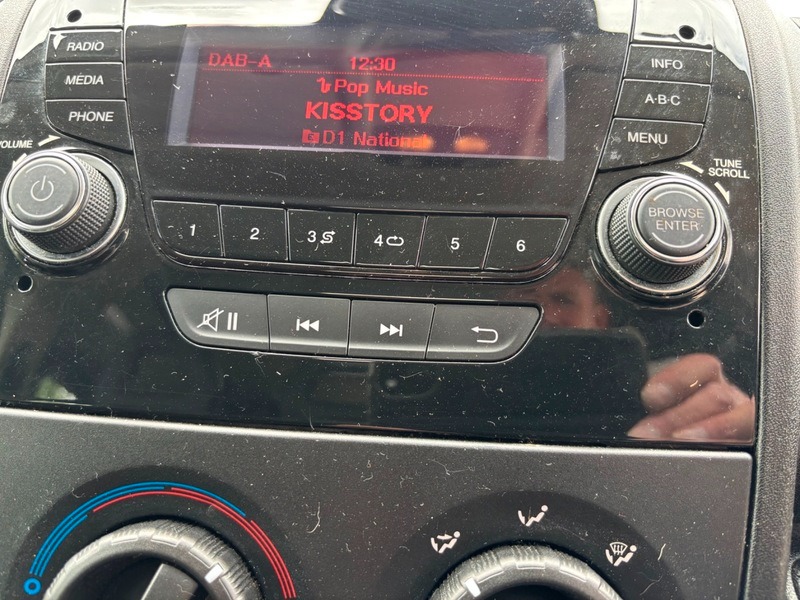 RADIO
MEDIA
PHONE
VOLUME
DAB-A 12:30
Pop Music
KISSTORY
D1 National
INFO
A·B·C
MENU
TUNE
SCROLL
BROWSE
ENTER
1 2 3 4 5 6